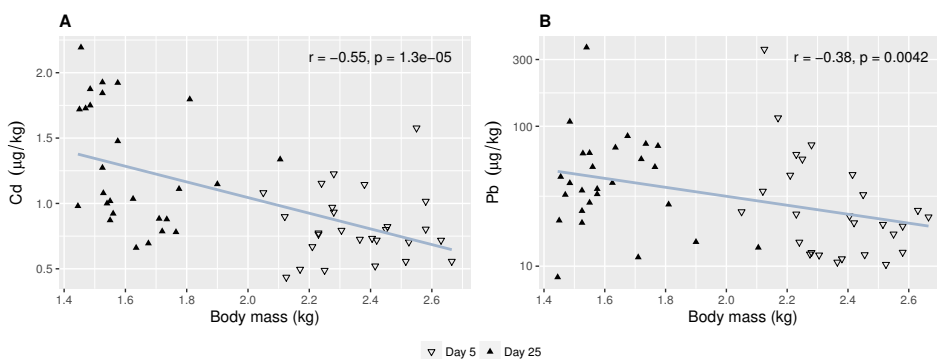 A
r = −0.55, p = 1.3e−05
2.0
1.5
1.0
0.5
Cd (μg/kg)
1.4 1.6 1.8 2.0 2.2 2.4 2.6
Body mass (kg)
B
r = −0.38, p = 0.0042
300
100
10
Pb (μg/kg)
1.4 1.6 1.8 2.0 2.2 2.4 2.6
Body mass (kg)
Day 5 Day 25